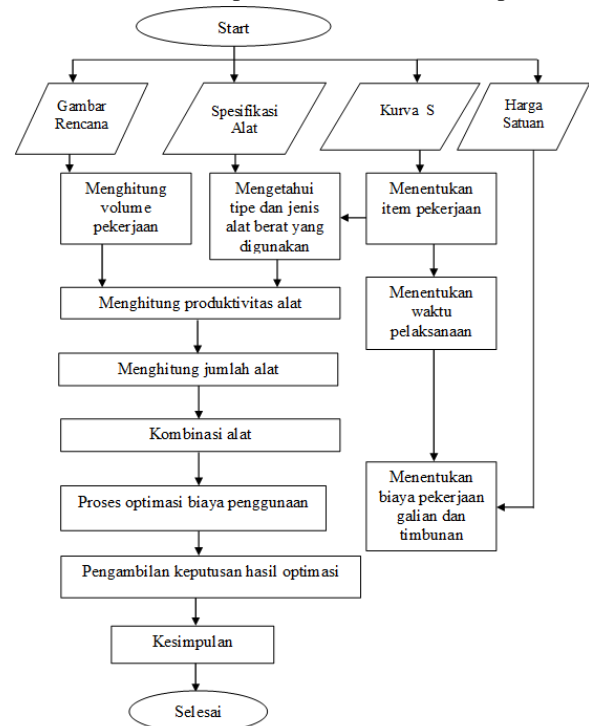 Start
Gambar
Rencana
Spesifikasi
Alat
Kurva S
Harga
Satuan
Menghitung
volume
pekerjaan
Mengetahui
tipe dan jenis
alat berat yang
digunakan
Menentukan
item pekerjaan
Menghitung produktivitas alat
Menentukan
waktu
pelaksanaan
Menghitung jumlah alat
Kombinasi alat
Proses optimasi biaya penggunaan
Menentukan
biaya pekerjaan
galian dan
timbunan
Pengambilan keputusan hasil optimasi
Kesimpulan
Selesai